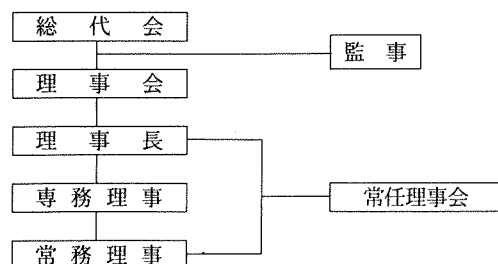 総代会
監事
理事会
理事長
専務理事
常任理事会
常務理事